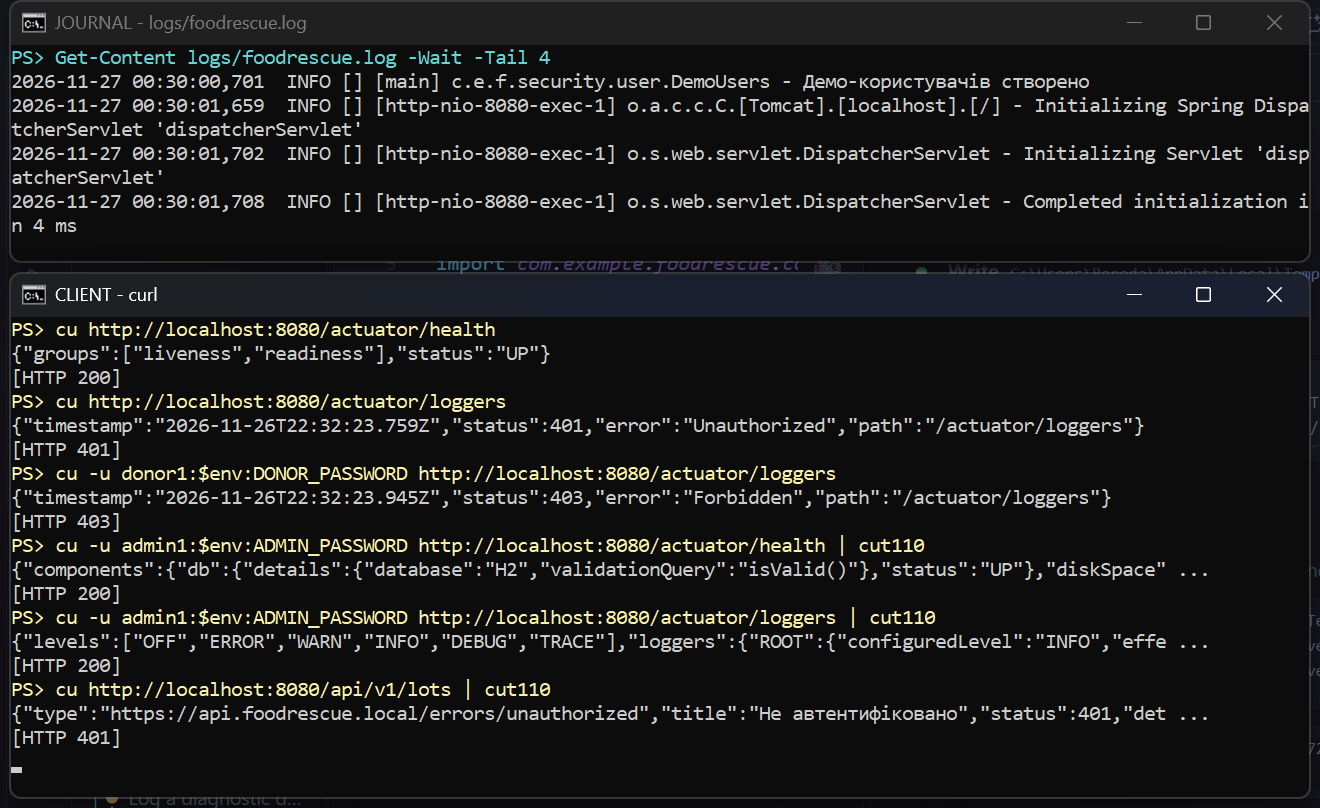 JOURNAL - logs/foodrescue.log
PS> Get-Content logs/foodrescue.log -Wait -Tail 4
2026-11-27 00:30:00,701  INFO [] [main] c.e.f.security.user.DemoUsers - Демо-користувачів створено
2026-11-27 00:30:01,659  INFO [] [http-nio-8080-exec-1] o.a.c.c.C.[Tomcat].[localhost].[/] - Initializing Spring Dispa
tcherServlet 'dispatcherServlet'
2026-11-27 00:30:01,702  INFO [] [http-nio-8080-exec-1] o.s.web.servlet.DispatcherServlet - Initializing Servlet 'disp
atcherServlet'
2026-11-27 00:30:01,708  INFO [] [http-nio-8080-exec-1] o.s.web.servlet.DispatcherServlet - Completed initialization i
n 4 ms
5 import com.example.foodrescue.c
Write
CLIENT - curl
PS> cu http://localhost:8080/actuator/health
{"groups":["liveness","readiness"],"status":"UP"}
[HTTP 200]
PS> cu http://localhost:8080/actuator/loggers
{"timestamp":"2026-11-26T22:32:23.759Z","status":401,"error":"Unauthorized","path":"/actuator/loggers"}
[HTTP 401]
PS> cu -u donor1:$env:DONOR_PASSWORD http://localhost:8080/actuator/loggers
{"timestamp":"2026-11-26T22:32:23.945Z","status":403,"error":"Forbidden","path":"/actuator/loggers"}
[HTTP 403]
PS> cu -u admin1:$env:ADMIN_PASSWORD http://localhost:8080/actuator/health | cut110
{"components":{"db":{"details":{"database":"H2","validationQuery":"isValid()"},"status":"UP"},"diskSpace" ...
[HTTP 200]
PS> cu -u admin1:$env:ADMIN_PASSWORD http://localhost:8080/actuator/loggers | cut110
{"levels":["OFF","ERROR","WARN","INFO","DEBUG","TRACE"],"loggers":{"ROOT":{"configuredLevel":"INFO","effe ...
[HTTP 200]
PS> cu http://localhost:8080/api/v1/lots | cut110
{"type":"https://api.foodrescue.local/errors/unauthorized","title":"Не автентифіковано","status":401,"det ...
[HTTP 401]
Log a diagnostic d...